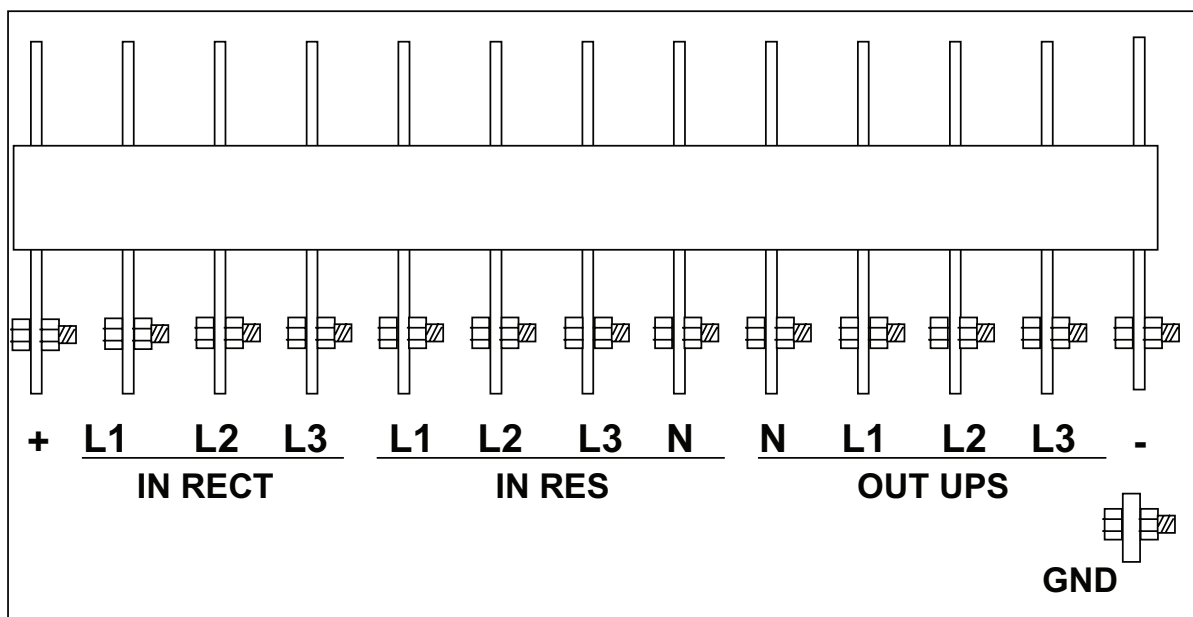 + L1 L2 L3 L1 L2 L3 N N L1 L2 L3 -
IN RECT IN RES OUT UPS
GND